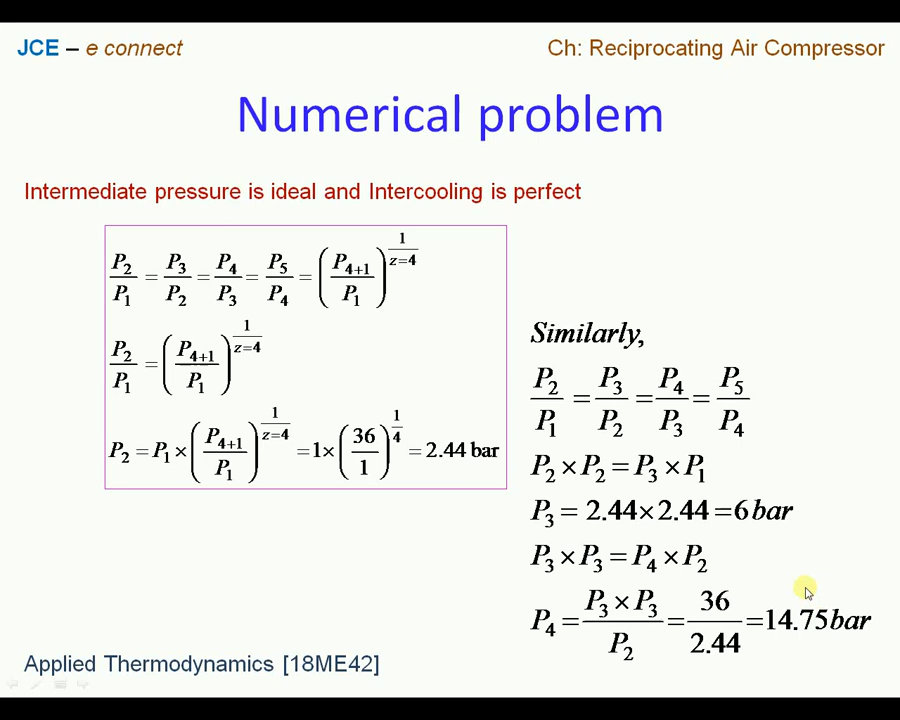 JCE – e connect
Ch: Reciprocating Air Compressor
Numerical problem
Intermediate pressure is ideal and Intercooling is perfect
P₂/P₁ = P₃/P₂ = P₄/P₃ = P₅/P₄ = (P₄₊₁/P₁)^(1/z=4)
P₂/P₁ = (P₄₊₁/P₁)^(1/z=4)
P₂ = P₁ × (P₄₊₁/P₁)^(1/z=4) = 1 × (36/1)^(1/4) = 2.44 bar
Similarly,
P₂/P₁ = P₃/P₂ = P₄/P₃ = P₅/P₄
P₂ × P₂ = P₃ × P₁
P₃ = 2.44 × 2.44 = 6 bar
P₃ × P₃ = P₄ × P₂
P₄ = (P₃ × P₃)/P₂ = 36/2.44 = 14.75 bar
Applied Thermodynamics [18ME42]